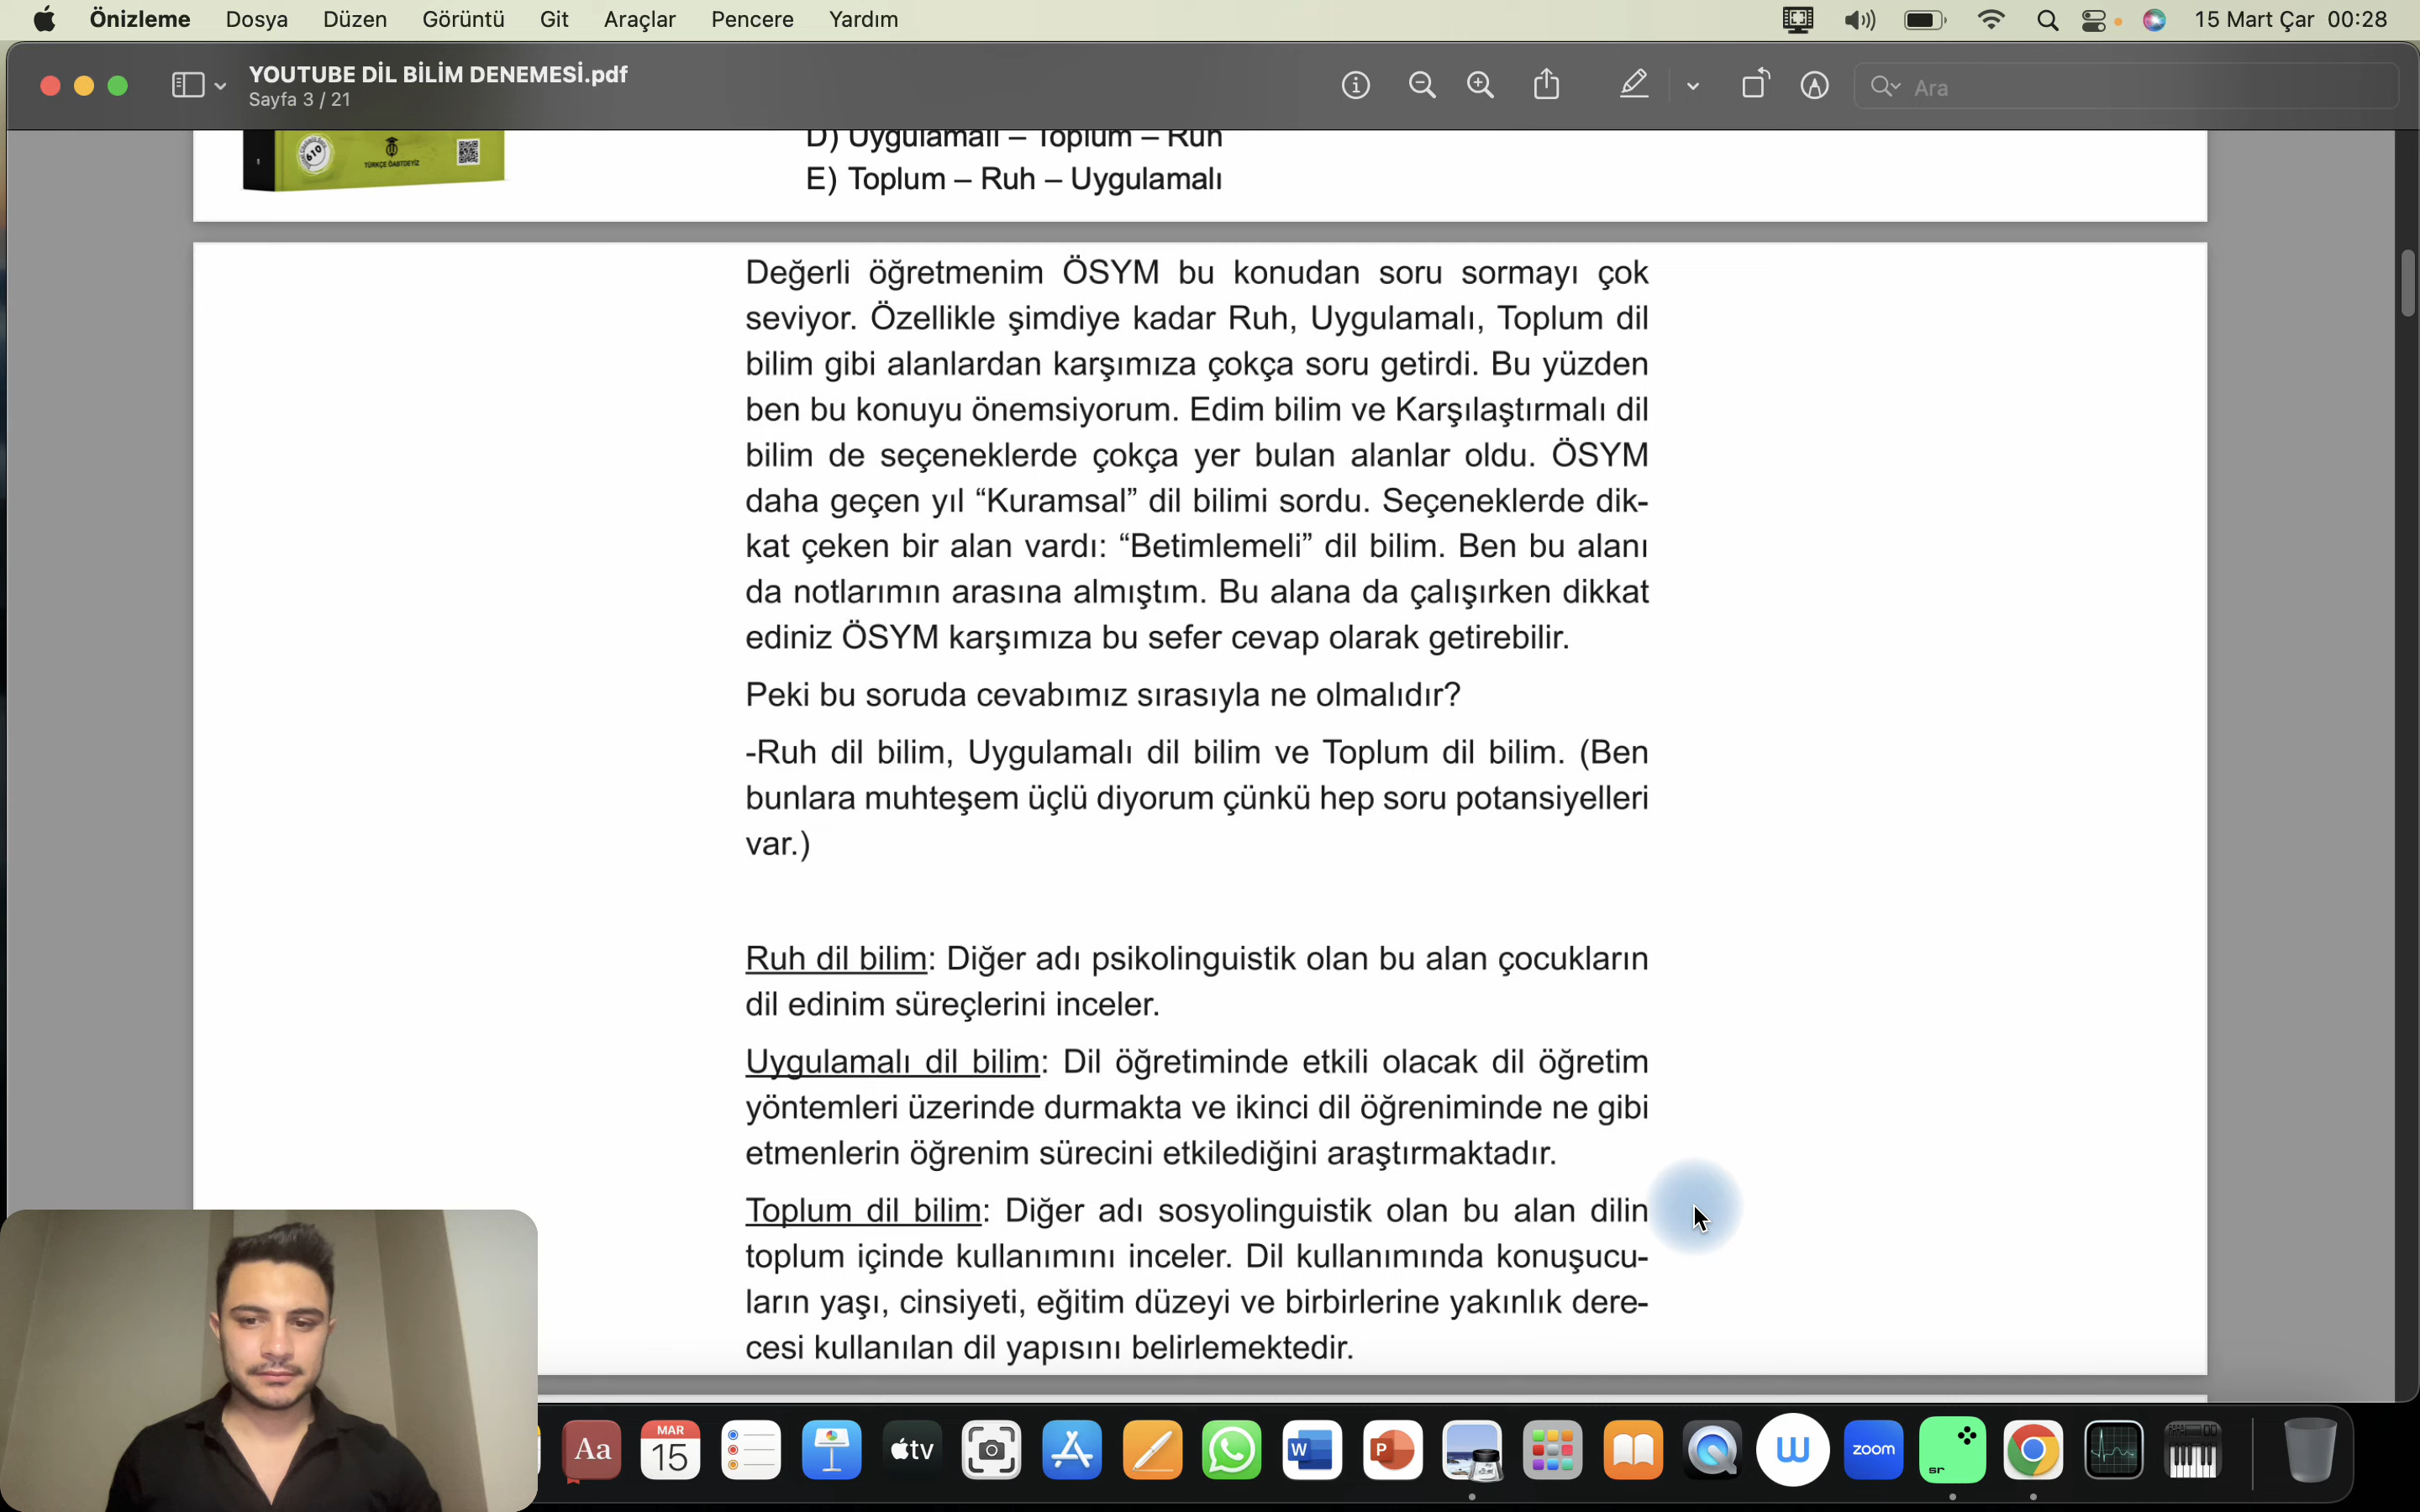 Önizleme Dosya Düzen Görüntü Git Araçlar Pencere Yardım 15 Mart Çar 00:28
YOUTUBE DİL BİLİM DENEMESİ.pdf
Sayfa 3 / 21
Ara
610
TÜRKÇE ÖABTDEYİZ
D) Uygulamalı – Toplum – Ruh
E) Toplum – Ruh – Uygulamalı
Değerli öğretmenim ÖSYM bu konudan soru sormayı çok
seviyor. Özellikle şimdiye kadar Ruh, Uygulamalı, Toplum dil
bilim gibi alanlardan karşımıza çokça soru getirdi. Bu yüzden
ben bu konuyu önemsiyorum. Edim bilim ve Karşılaştırmalı dil
bilim de seçeneklerde çokça yer bulan alanlar oldu. ÖSYM
daha geçen yıl “Kuramsal” dil bilimi sordu. Seçeneklerde dik-
kat çeken bir alan vardı: “Betimlemeli” dil bilim. Ben bu alanı
da notlarımın arasına almıştım. Bu alana da çalışırken dikkat
ediniz ÖSYM karşımıza bu sefer cevap olarak getirebilir.
Peki bu soruda cevabımız sırasıyla ne olmalıdır?
-Ruh dil bilim, Uygulamalı dil bilim ve Toplum dil bilim. (Ben
bunlara muhteşem üçlü diyorum çünkü hep soru potansiyelleri
var.)
Ruh dil bilim: Diğer adı psikolinguistik olan bu alan çocukların
dil edinim süreçlerini inceler.
Uygulamalı dil bilim: Dil öğretiminde etkili olacak dil öğretim
yöntemleri üzerinde durmakta ve ikinci dil öğreniminde ne gibi
etmenlerin öğrenim sürecini etkilediğini araştırmaktadır.
Toplum dil bilim: Diğer adı sosyolinguistik olan bu alan dilin
toplum içinde kullanımını inceler. Dil kullanımında konuşucu-
ların yaşı, cinsiyeti, eğitim düzeyi ve birbirlerine yakınlık dere-
cesi kullanılan dil yapısını belirlemektedir.
Aa MAR 15 tv W P W zoom sr